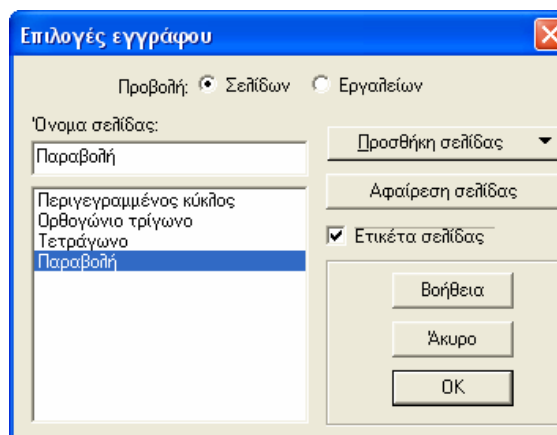 Επιλογές εγγράφου
Προβολή: Σελίδων Εργαλείων
Όνομα σελίδας:
Παραβολή
Προσθήκη σελίδας
Αφαίρεση σελίδας
Περιγεγραμμένος κύκλος
Ορθογώνιο τρίγωνο
Τετράγωνο
Παραβολή
Ετικέτα σελίδας
Βοήθεια
Άκυρο
OK